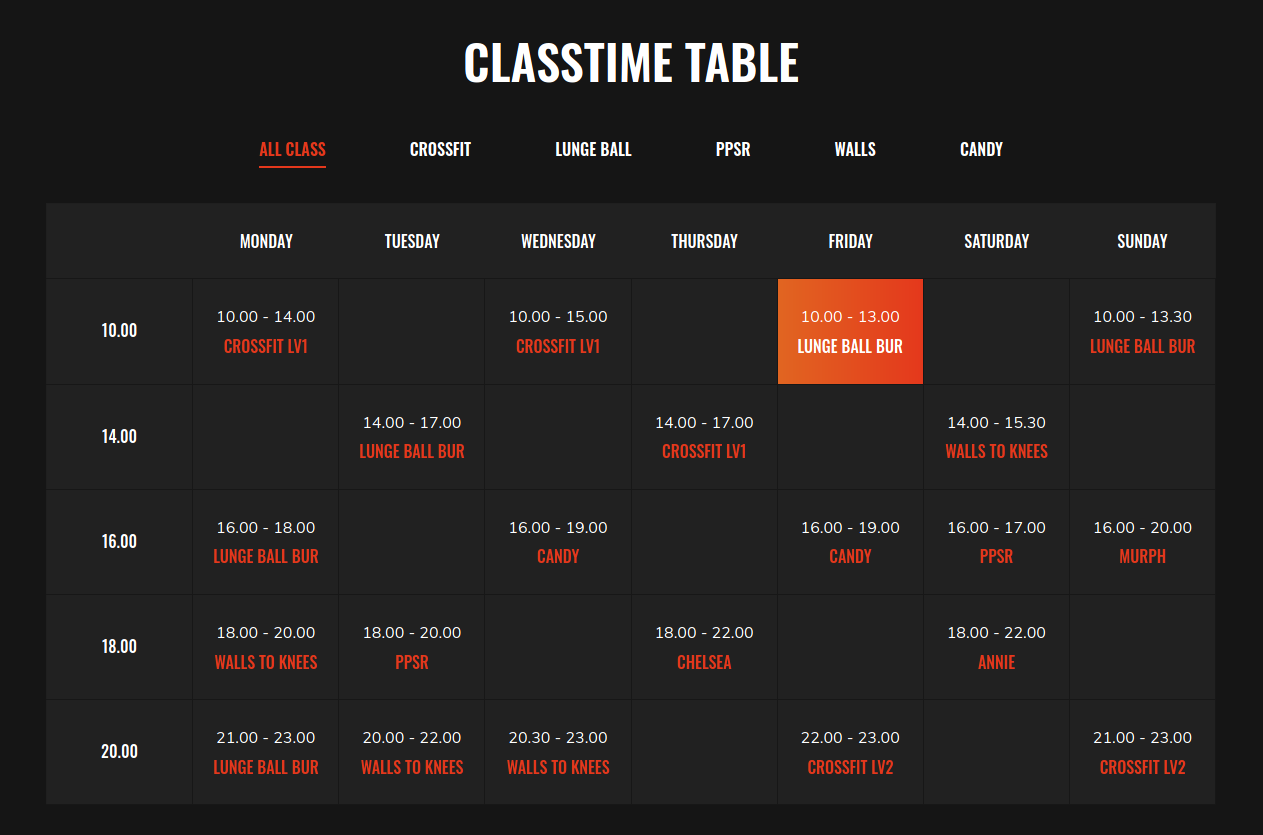 CLASSTIME TABLE
ALL CLASS CROSSFIT LUNGE BALL PPSR WALLS CANDY
MONDAY TUESDAY WEDNESDAY THURSDAY FRIDAY SATURDAY SUNDAY
10.00
10.00 - 14.00
CROSSFIT LV1
10.00 - 15.00
CROSSFIT LV1
10.00 - 13.00
LUNGE BALL BUR
10.00 - 13.30
LUNGE BALL BUR
14.00
14.00 - 17.00
LUNGE BALL BUR
14.00 - 17.00
CROSSFIT LV1
14.00 - 15.30
WALLS TO KNEES
16.00
16.00 - 18.00
LUNGE BALL BUR
16.00 - 19.00
CANDY
16.00 - 19.00
CANDY
16.00 - 17.00
PPSR
16.00 - 20.00
MURPH
18.00
18.00 - 20.00
WALLS TO KNEES
18.00 - 20.00
PPSR
18.00 - 22.00
CHELSEA
18.00 - 22.00
ANNIE
20.00
21.00 - 23.00
LUNGE BALL BUR
20.00 - 22.00
WALLS TO KNEES
20.30 - 23.00
WALLS TO KNEES
22.00 - 23.00
CROSSFIT LV2
21.00 - 23.00
CROSSFIT LV2